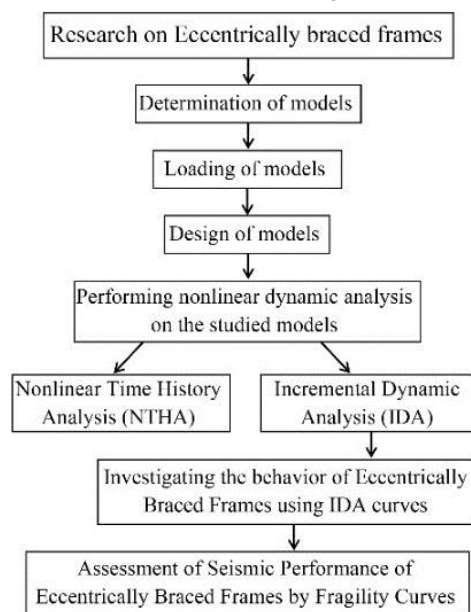 Research on Eccentrically braced frames
Determination of models
Loading of models
Design of models
Performing nonlinear dynamic analysis
on the studied models
Nonlinear Time History
Analysis (NTHA)
Incremental Dynamic
Analysis (IDA)
Investigating the behavior of Eccentrically
Braced Frames using IDA curves
Assessment of Seismic Performance of
Eccentrically Braced Frames by Fragility Curves